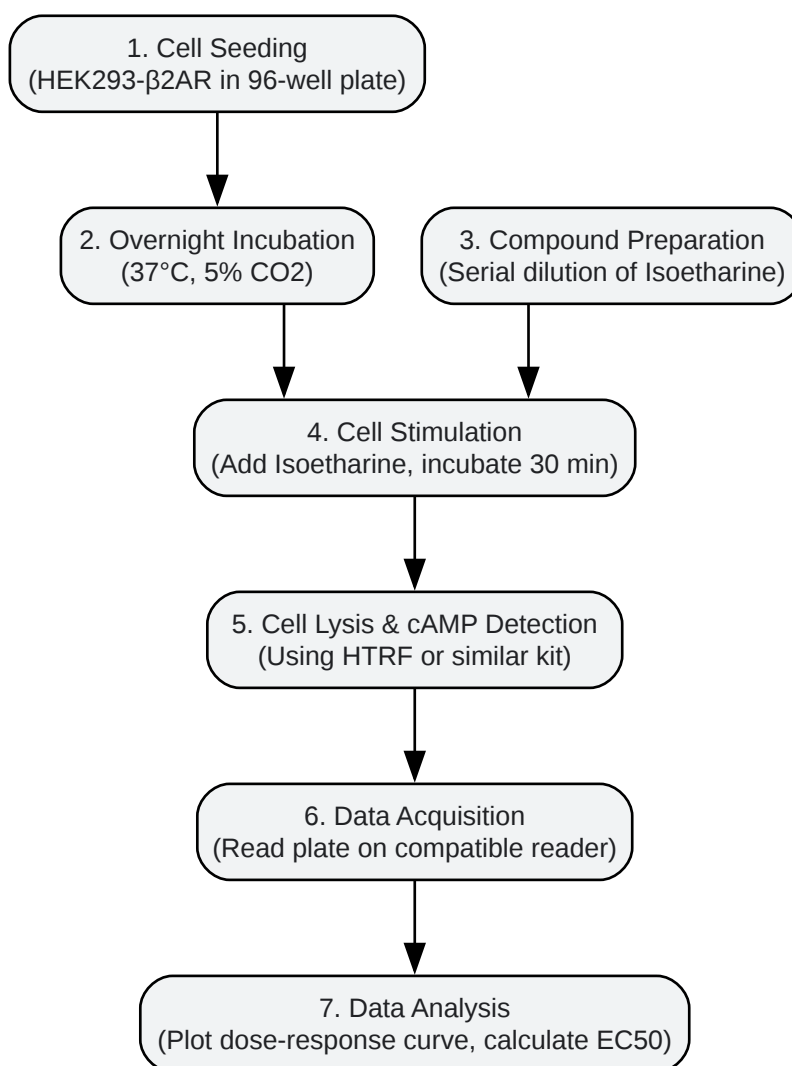 1. Cell Seeding
(HEK293-β2AR in 96-well plate)
2. Overnight Incubation
(37°C, 5% CO2)
3. Compound Preparation
(Serial dilution of Isoetharine)
4. Cell Stimulation
(Add Isoetharine, incubate 30 min)
5. Cell Lysis & cAMP Detection
(Using HTRF or similar kit)
6. Data Acquisition
(Read plate on compatible reader)
7. Data Analysis
(Plot dose-response curve, calculate EC50)